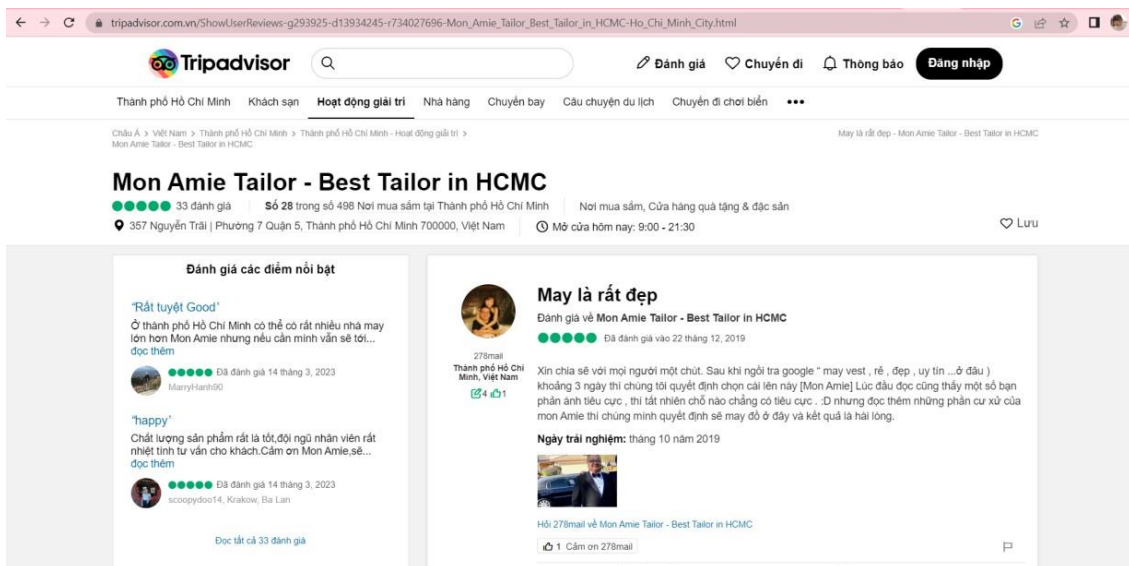 tripadvisor.com.vn/ShowUserReviews-g293925-d13934245-r734027696-Mon_Amie_Tailor_Best_Tailor_in_HCMC-Ho_Chi_Minh_City.html
Tripadvisor
Đánh giá Chuyến đi Thông báo Đăng nhập
Thành phố Hồ Chí Minh Khách sạn Hoạt động giải trí Nhà hàng Chuyến bay Câu chuyện du lịch Chuyến đi chơi biển •••
Châu Á > Việt Nam > Thành phố Hồ Chí Minh > Thành phố Hồ Chí Minh - Hoạt động giải trí >
Mon Amie Tailor - Best Tailor in HCMC
May là rất đẹp - Mon Amie Tailor - Best Tailor in HCMC
Mon Amie Tailor - Best Tailor in HCMC
33 đánh giá Số 28 trong số 498 Nơi mua sắm tại Thành phố Hồ Chí Minh Nơi mua sắm, Cửa hàng quà tặng & đặc sản
357 Nguyễn Trãi | Phường 7 Quận 5, Thành phố Hồ Chí Minh 700000, Việt Nam Mở cửa hôm nay: 9:00 - 21:30 Lưu
Đánh giá các điểm nổi bật
"Rất tuyệt Good"
Ở thành phố Hồ Chí Minh có thể có rất nhiều nhà may
lớn hơn Mon Amie nhưng nếu cần mình vẫn sẽ tới...
đọc thêm
Đã đánh giá 14 tháng 3, 2023
MarryHanh90
"happy"
Chất lượng sản phẩm rất là tốt,đội ngũ nhân viên rất
nhiệt tình tư vấn cho khách.Cảm ơn Mon Amie,sẽ...
đọc thêm
Đã đánh giá 14 tháng 3, 2023
scoopydoo14, Krakow, Ba Lan
Đọc tất cả 33 đánh giá
278mail
Thành phố Hồ Chí
Minh, Việt Nam
4 1
May là rất đẹp
Đánh giá về Mon Amie Tailor - Best Tailor in HCMC
Đã đánh giá vào 22 tháng 12, 2019
Xin chia sẽ với mọi người một chút. Sau khi ngồi tra google " may vest , rẻ , đẹp , uy tín ...ở đâu )
khoảng 3 ngày thì chúng tôi quyết định chọn cái lên này [Mon Amie] Lúc đầu đọc cũng thấy một số bạn
phản ánh tiêu cực , thì tất nhiên chỗ nào chẳng có tiêu cực . :D nhưng đọc thêm những phần cư xử của
mon Amie thì chúng mình quyết định sẽ may đồ ở đây và kết quả là hài lòng.
Ngày trải nghiệm: tháng 10 năm 2019
Hỏi 278mail về Mon Amie Tailor - Best Tailor in HCMC
1 Cảm ơn 278mail